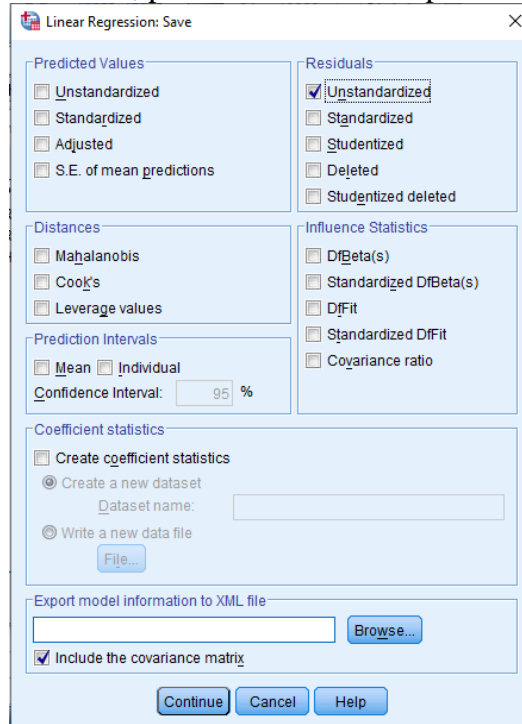 Linear Regression: Save
Predicted Values
Unstandardized
Standardized
Adjusted
S.E. of mean predictions
Residuals
Unstandardized
Standardized
Studentized
Deleted
Studentized deleted
Distances
Mahalanobis
Cook's
Leverage values
Influence Statistics
DfBeta(s)
Standardized DfBeta(s)
DfFit
Standardized DfFit
Covariance ratio
Prediction Intervals
Mean Individual
Confidence Interval: 95 %
Coefficient statistics
Create coefficient statistics
Create a new dataset
Dataset name:
Write a new data file
File...
Export model information to XML file
Browse...
Include the covariance matrix
Continue Cancel Help